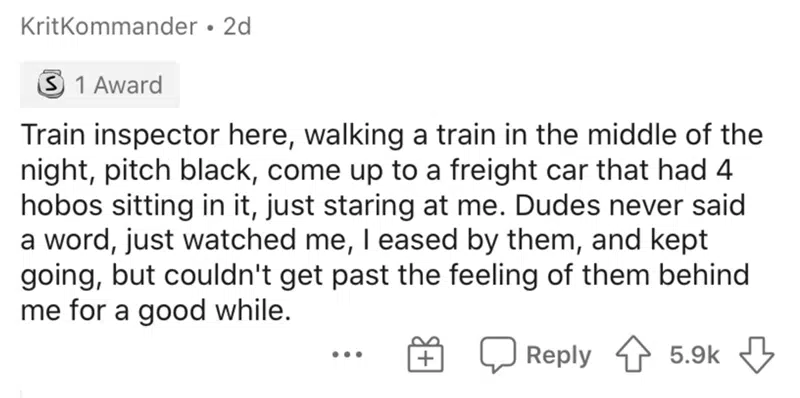 KritKommander • 2d
S 1 Award
Train inspector here, walking a train in the middle of the
night, pitch black, come up to a freight car that had 4
hobos sitting in it, just staring at me. Dudes never said
a word, just watched me, I eased by them, and kept
going, but couldn't get past the feeling of them behind
me for a good while.
... Reply 5.9k